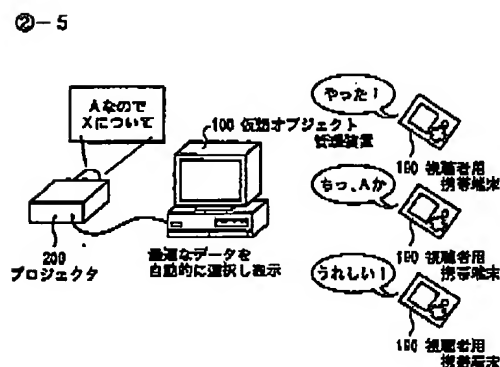 ②-5
Aなので
Xについて
200
プロジェクタ
100 仮想オブジェクト
管理装置
最適なデータを
自動的に選択し表示
やった！
190 視聴者用
携帯端末
ちっ、Aか
190 視聴者用
携帯端末
うれしい！
190 視聴者用
携帯端末